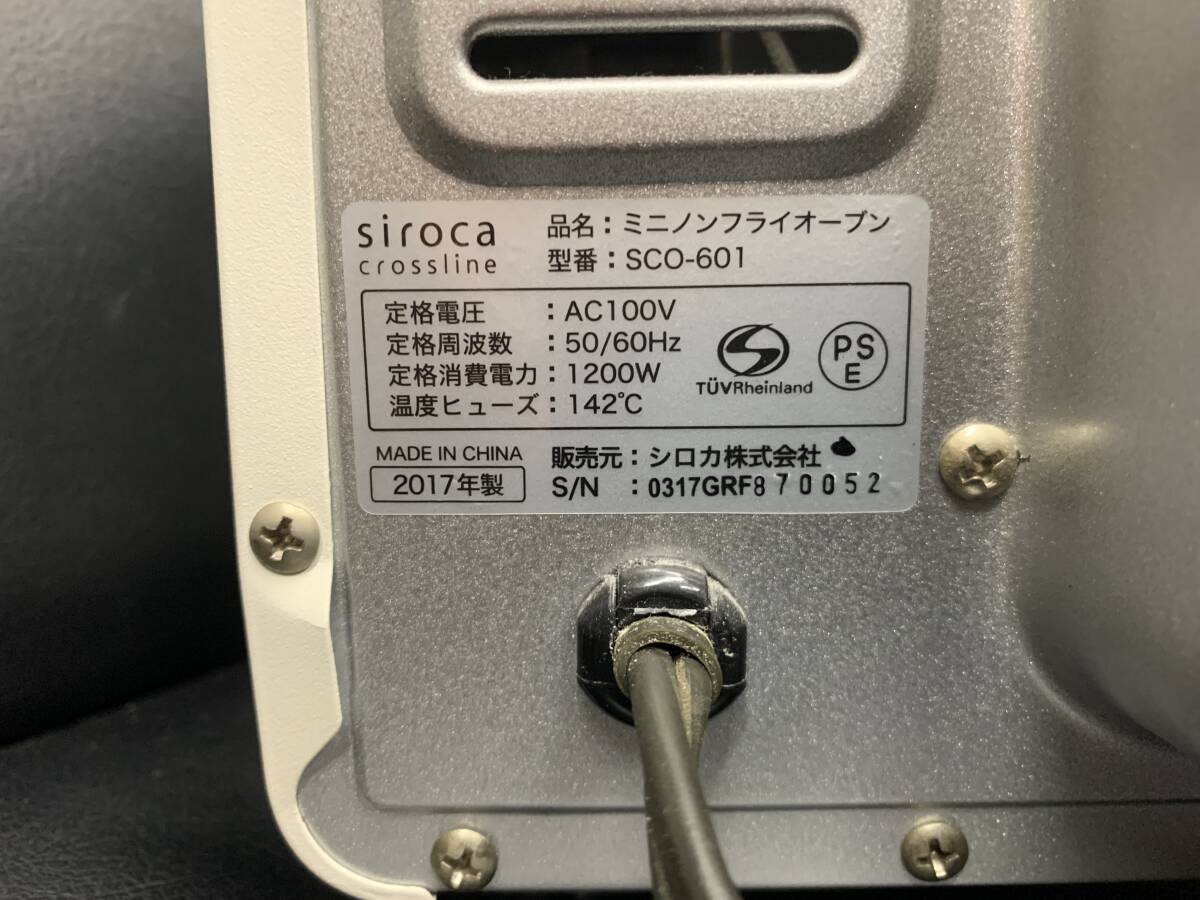 siroca
crossline
品名：ミニノンフライオーブン
型番：SCO-601
定格電圧：AC100V
定格周波数：50/60Hz
定格消費電力：1200W
温度ヒューズ：142℃
TÜVRheinland
PS
E
MADE IN CHINA
2017年製
販売元：シロカ株式会社
S/N：0317GRF870052